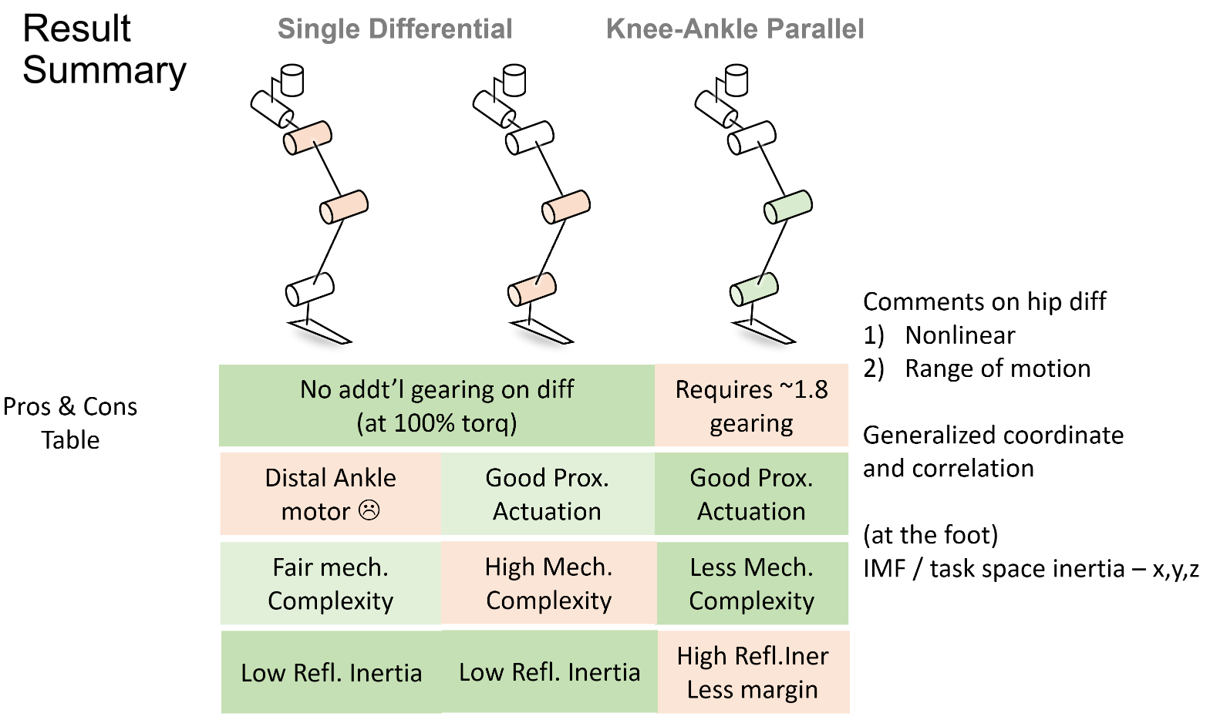 Result
Summary
Single Differential
Knee-Ankle Parallel
Pros & Cons
Table
No addt'l gearing on diff
(at 100% torq)
Requires ~1.8
gearing
Distal Ankle
motor ☹
Good Prox.
Actuation
Good Prox.
Actuation
Fair mech.
Complexity
High Mech.
Complexity
Less Mech.
Complexity
Low Refl. Inertia
Low Refl. Inertia
High Refl.Iner
Less margin
Comments on hip diff
1) Nonlinear
2) Range of motion
Generalized coordinate
and correlation
(at the foot)
IMF / task space inertia – x,y,z